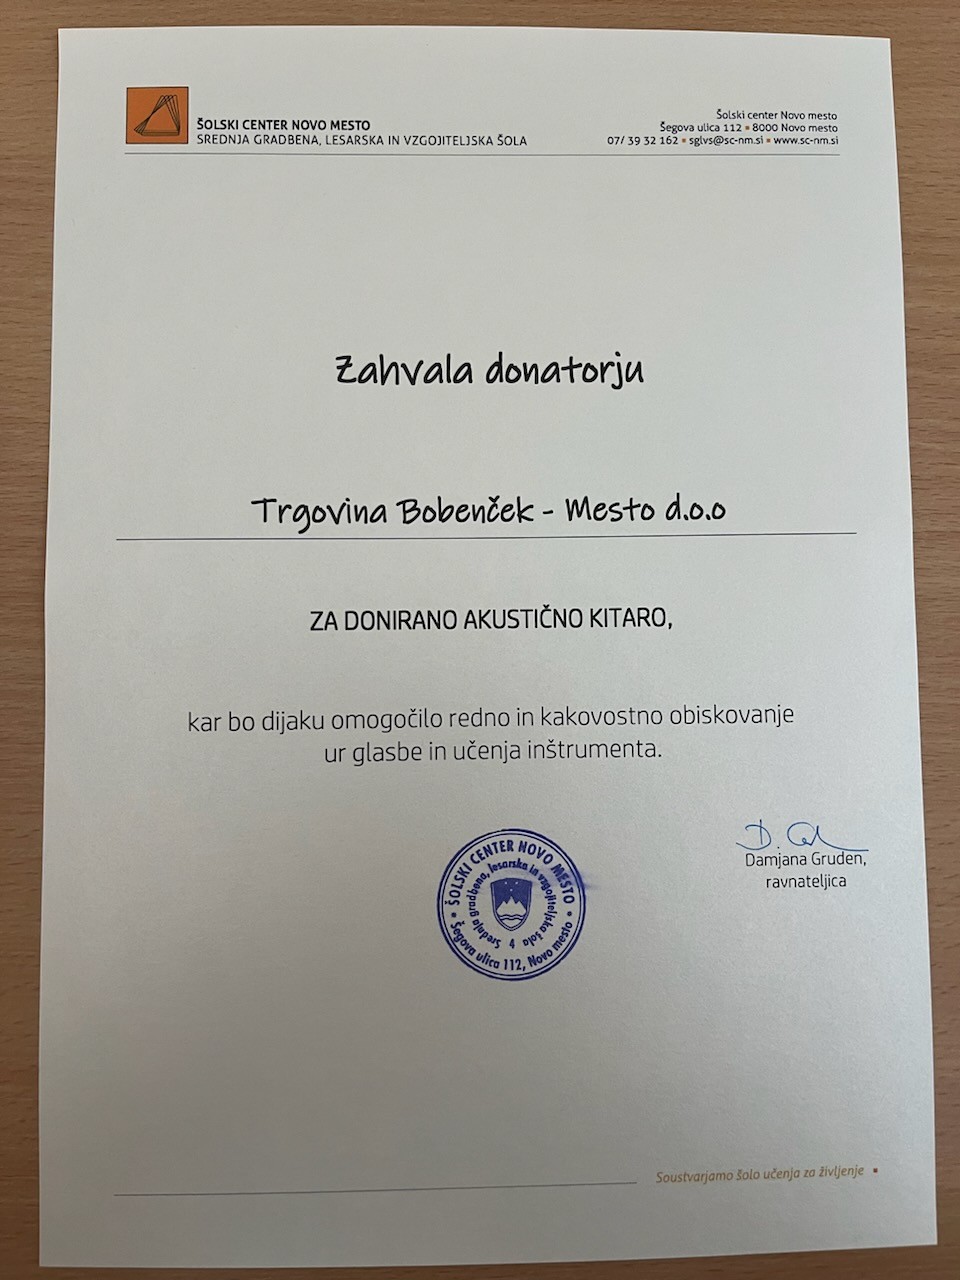 ŠOLSKI CENTER NOVO MESTO
SREDNJA GRADBENA, LESARSKA IN VZGOJITELJSKA ŠOLA
Šolski center Novo mesto
Šegova ulica 112 ▪ 8000 Novo mesto
07/ 39 32 162 ▪ sglvs@sc-nm.si ▪ www.sc-nm.si
Zahvala donatorju
Trgovina Bobenček - Mesto d.o.o
ZA DONIRANO AKUSTIČNO KITARO,
kar bo dijaku omogočilo redno in kakovostno obiskovanje
ur glasbe in učenja inštrumenta.
Damjana Gruden,
ravnateljica
ŠOLSKI CENTER NOVO MESTO
Srednja gradbena, lesarska in vzgojiteljska šola
4
Šegova ulica 112, Novo mesto
Soustvarjamo šolo učenja za življenje ▪